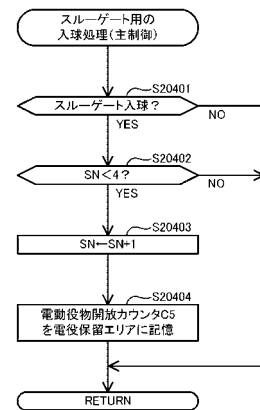 スルーゲート用の
入球処理(主制御)
S20401
スルーゲート入球？
NO
YES
S20402
SN＜4？
NO
YES
S20403
SN←SN+1
S20404
電動役物開放カウンタC5
を電役保留エリアに記憶
RETURN